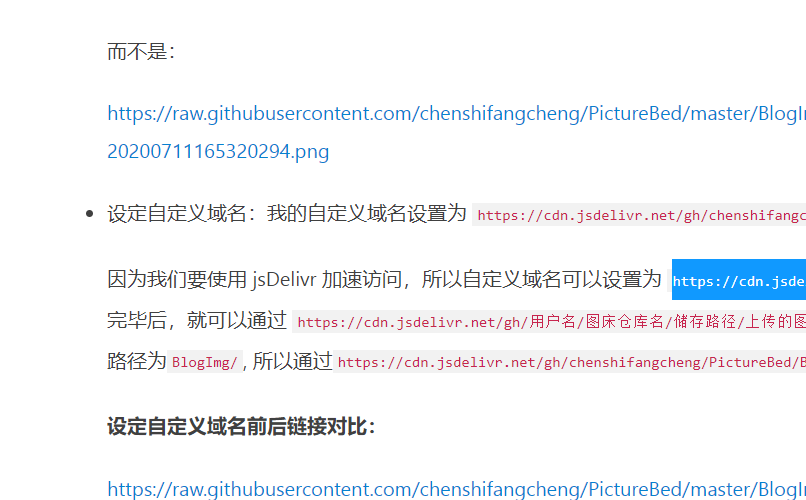 而不是：
https://raw.githubusercontent.com/chenshifangcheng/PictureBed/master/BlogIm
20200711165320294.png
设定自定义域名：我的自定义域名设置为 https://cdn.jsdelivr.net/gh/chenshifangc
因为我们要使用 jsDelivr 加速访问，所以自定义域名可以设置为 https://cdn.jsde
完毕后，就可以通过 https://cdn.jsdelivr.net/gh/用户名/图床仓库名/储存路径/上传的图
路径为 BlogImg/ , 所以通过 https://cdn.jsdelivr.net/gh/chenshifangcheng/PictureBed/B
设定自定义域名前后链接对比：
https://raw.githubusercontent.com/chenshifangcheng/PictureBed/master/BlogIm